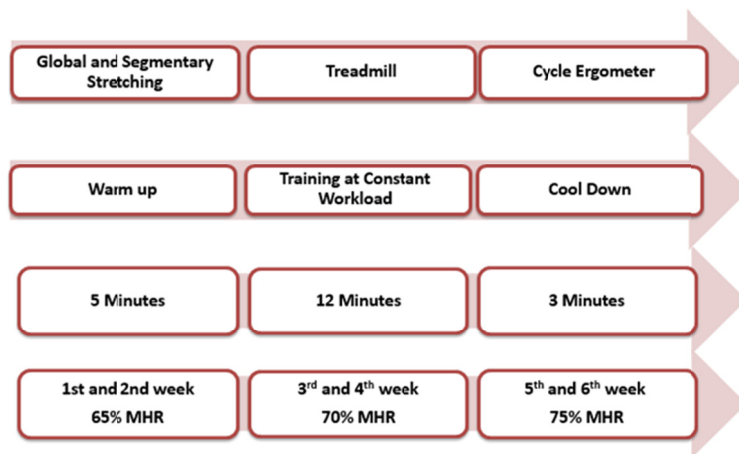 Global and Segmentary
Stretching
Treadmill
Cycle Ergometer
Warm up
Training at Constant
Workload
Cool Down
5 Minutes
12 Minutes
3 Minutes
1st and 2nd week
65% MHR
3rd and 4th week
70% MHR
5th and 6th week
75% MHR